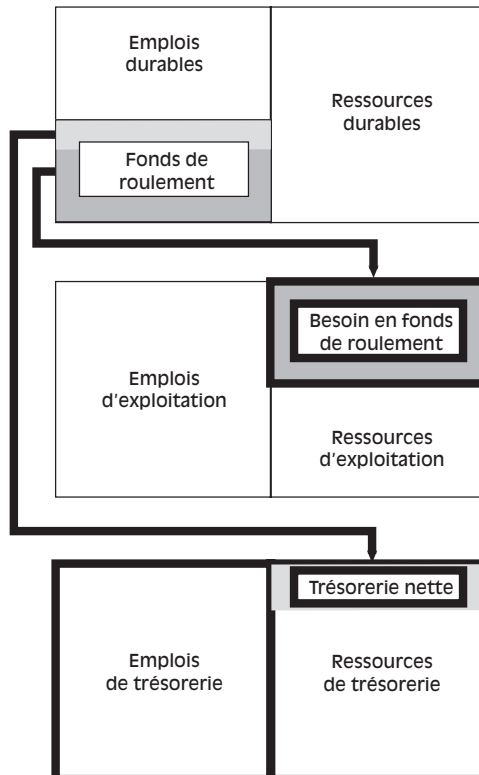 Emplois
durables
Ressources
durables
Fonds de
roulement
Besoin en fonds
de roulement
Emplois
d'exploitation
Ressources
d'exploitation
Trésorerie nette
Emplois
de trésorerie
Ressources
de trésorerie